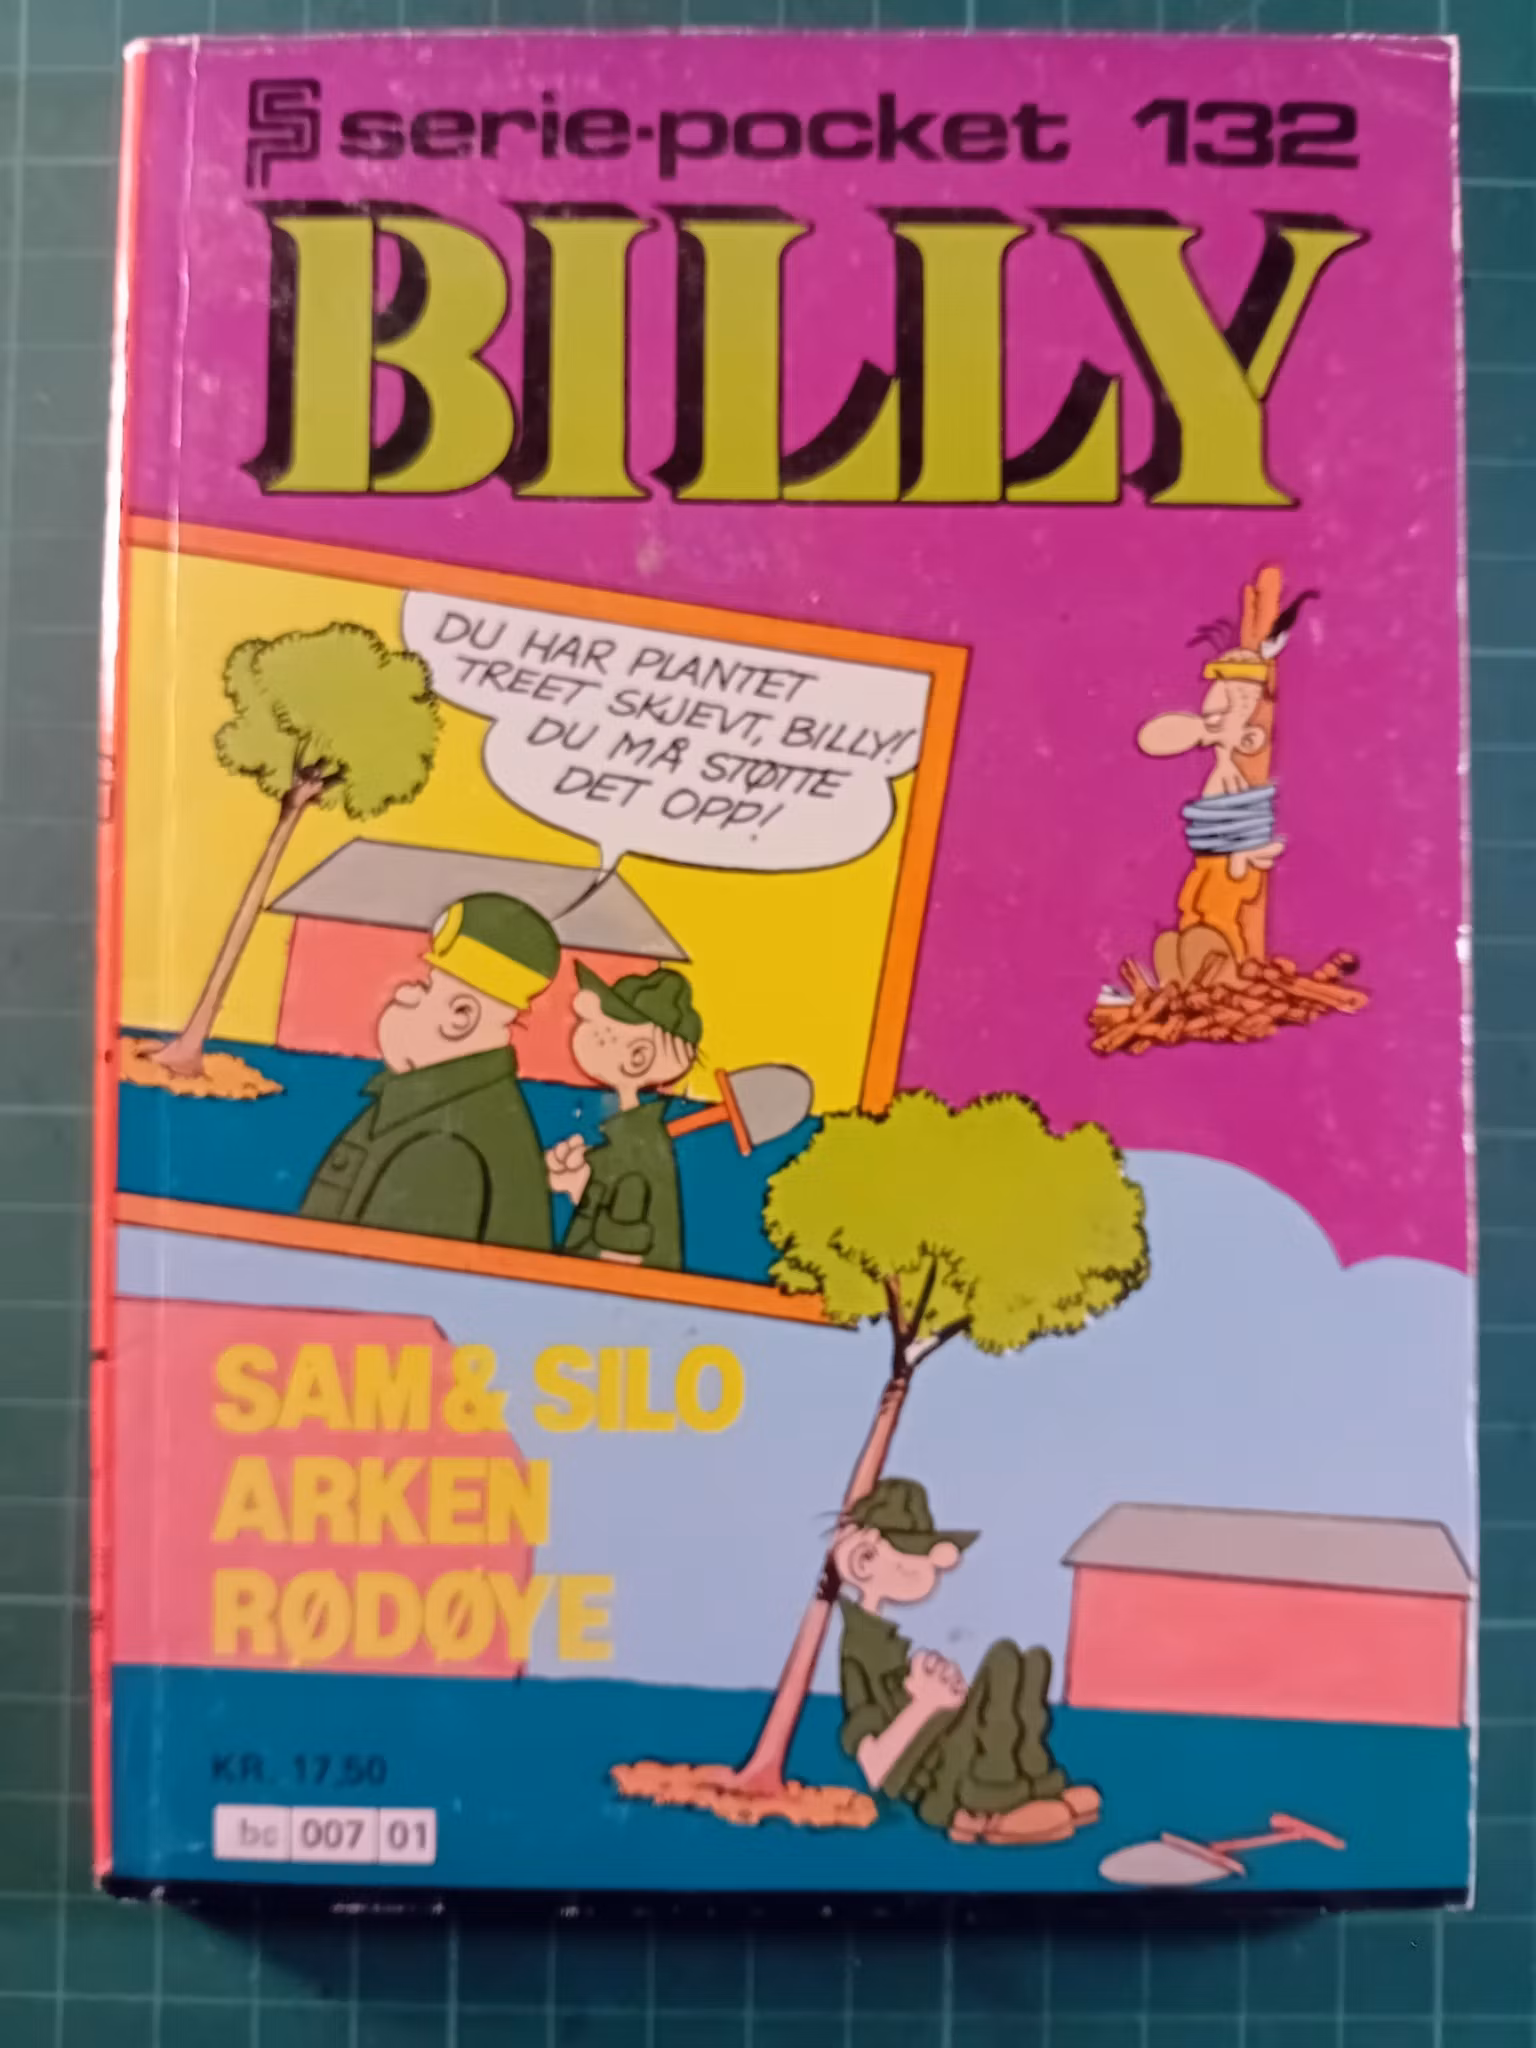 serie-pocket 132
BILLY
DU HAR PLANTET
TREET SKJEVT, BILLY!
DU MÅ STØTTE
DET OPP!
SAM & SILO
ARKEN
RØDØYE
KR. 17,50
bc 007 01